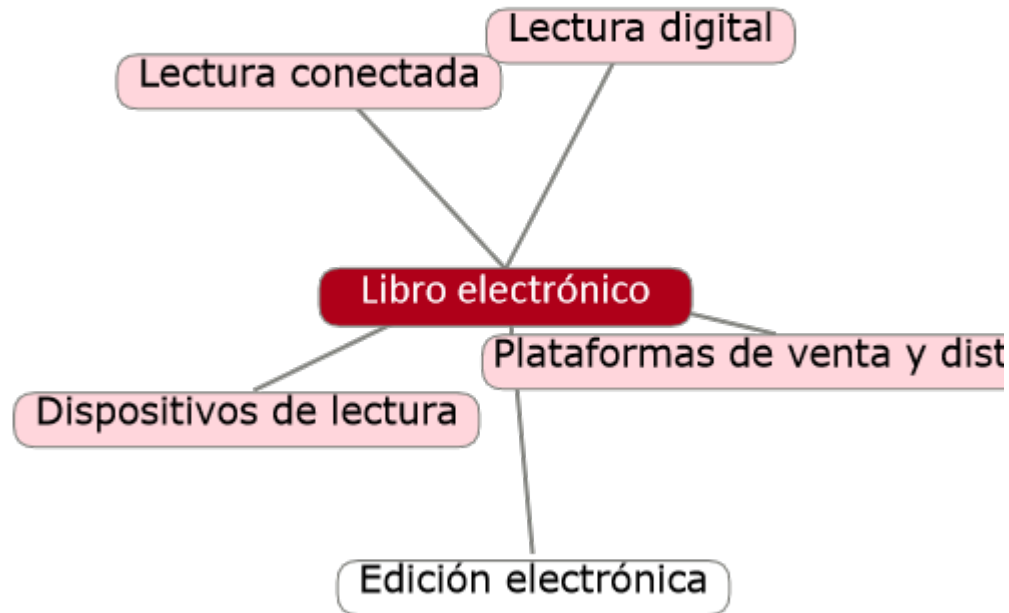 Lectura digital
Lectura conectada
Libro electrónico
Plataformas de venta y dist
Dispositivos de lectura
Edición electrónica